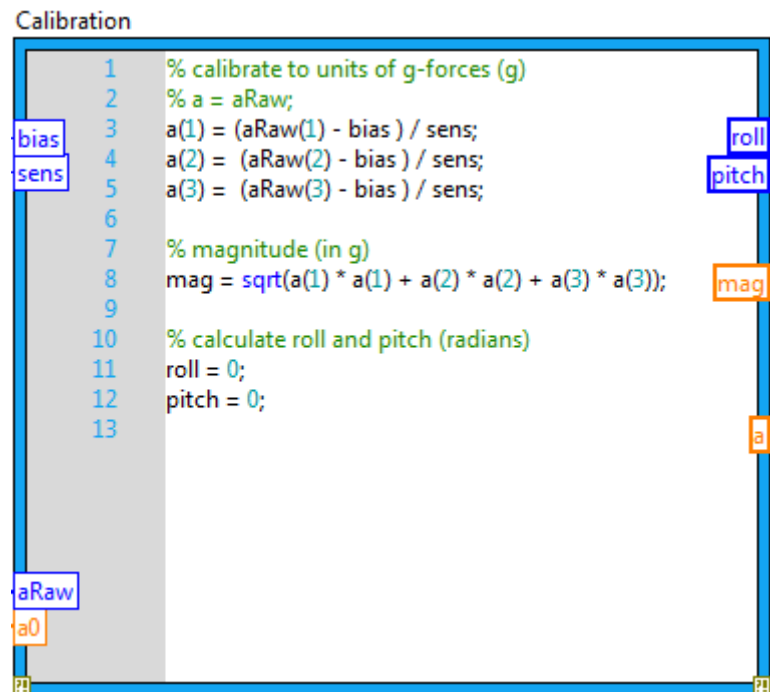 Calibration
1 % calibrate to units of g-forces (g)
2 % a = aRaw;
3 a(1) = (aRaw(1) - bias ) / sens;
4 a(2) =  (aRaw(2) - bias ) / sens;
5 a(3) =  (aRaw(3) - bias ) / sens;
6
7 % magnitude (in g)
8 mag = sqrt(a(1) * a(1) + a(2) * a(2) + a(3) * a(3));
9
10 % calculate roll and pitch (radians)
11 roll = 0;
12 pitch = 0;
13
bias
sens
aRaw
a0
roll
pitch
mag
a
?!
?!